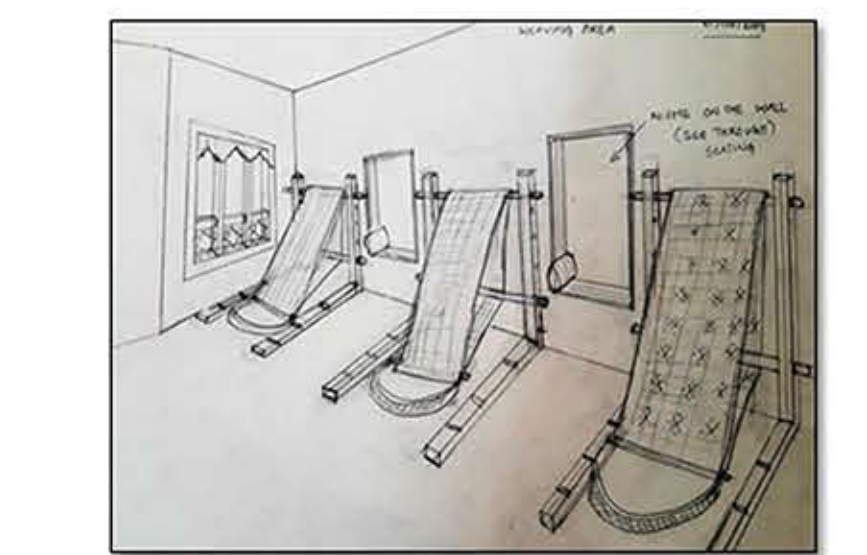 WEAVING AREA
NICHE ON THE WALL
(SEE THROUGH)
SEATING